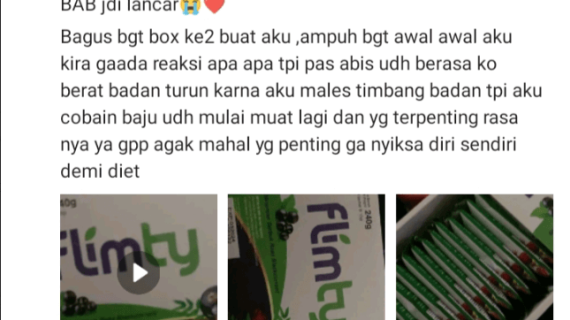 BAB jdi lancar😭❤️
Bagus bgt box ke2 buat aku ,ampuh bgt awal awal aku
kira gaada reaksi apa apa tpi pas abis udh berasa ko
berat badan turun karna aku males timbang badan tpi aku
cobain baju udh mulai muat lagi dan yg terpenting rasa
nya ya gpp agak mahal yg penting ga nyiksa diri sendiri
demi diet
flimty
flimty
240g